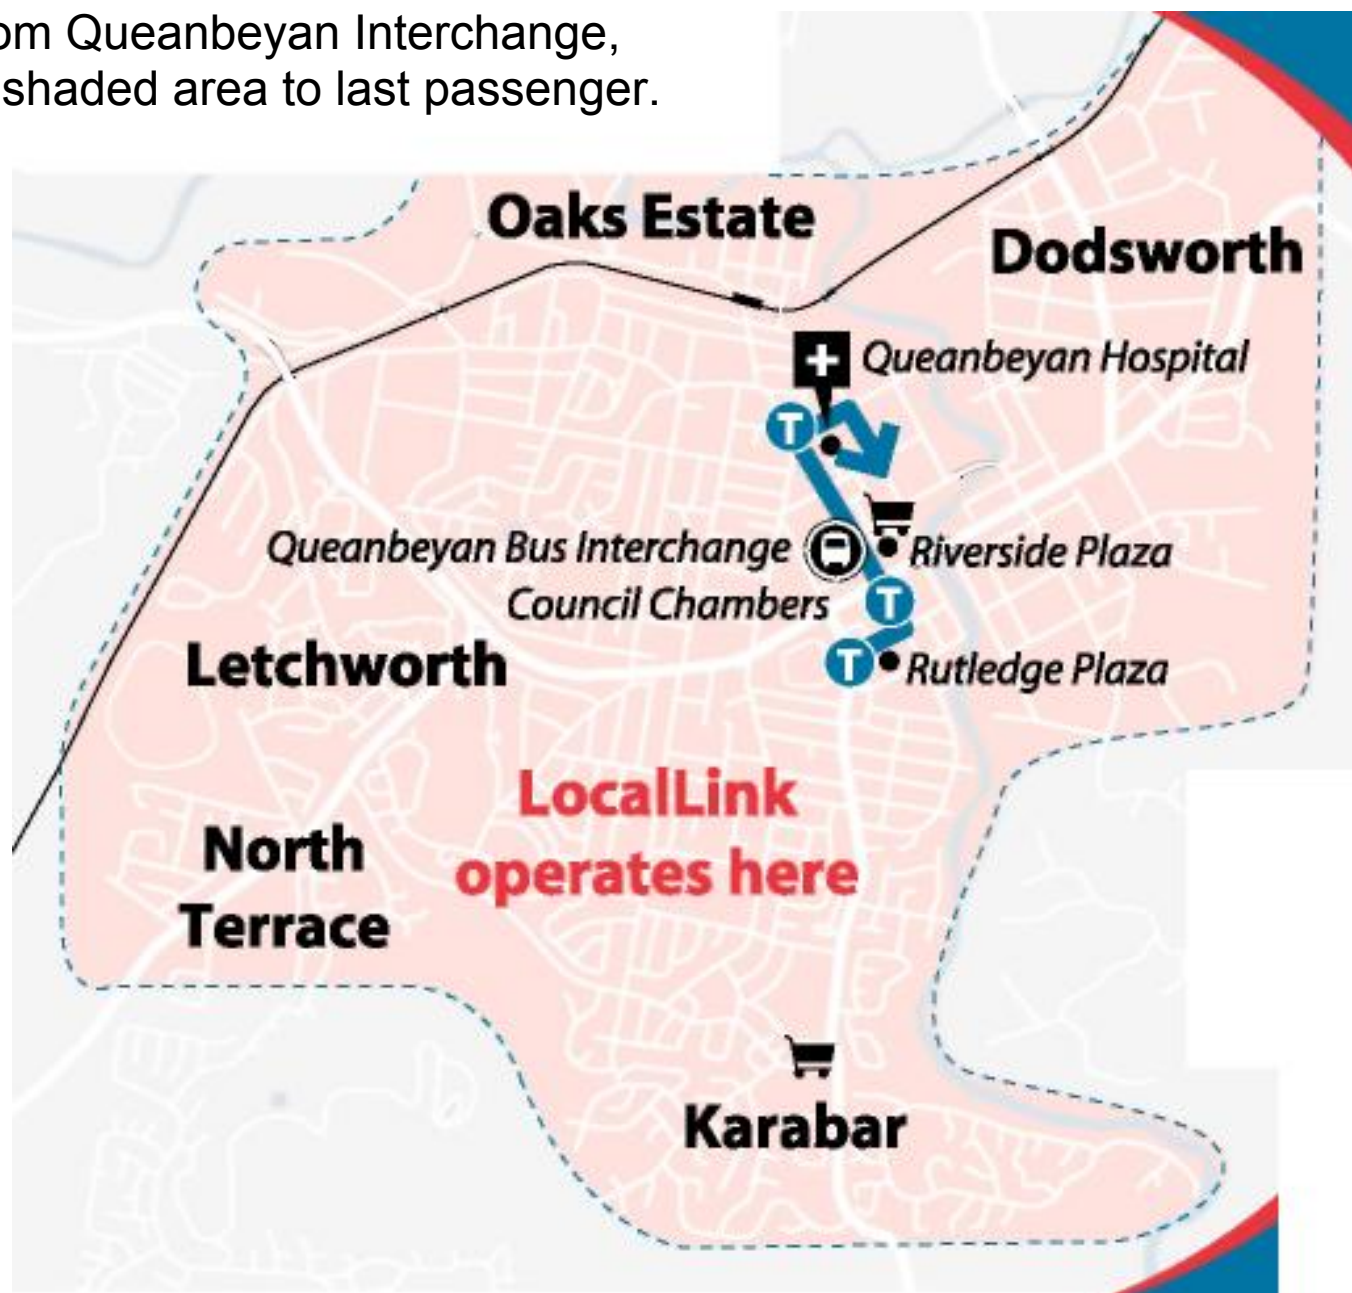 om Queanbeyan Interchange,
shaded area to last passenger.
Oaks Estate
Dodsworth
Queanbeyan Hospital
T
Queanbeyan Bus Interchange
Riverside Plaza
Council Chambers
T
Letchworth
T
Rutledge Plaza
LocalLink
operates here
North
Terrace
Karabar